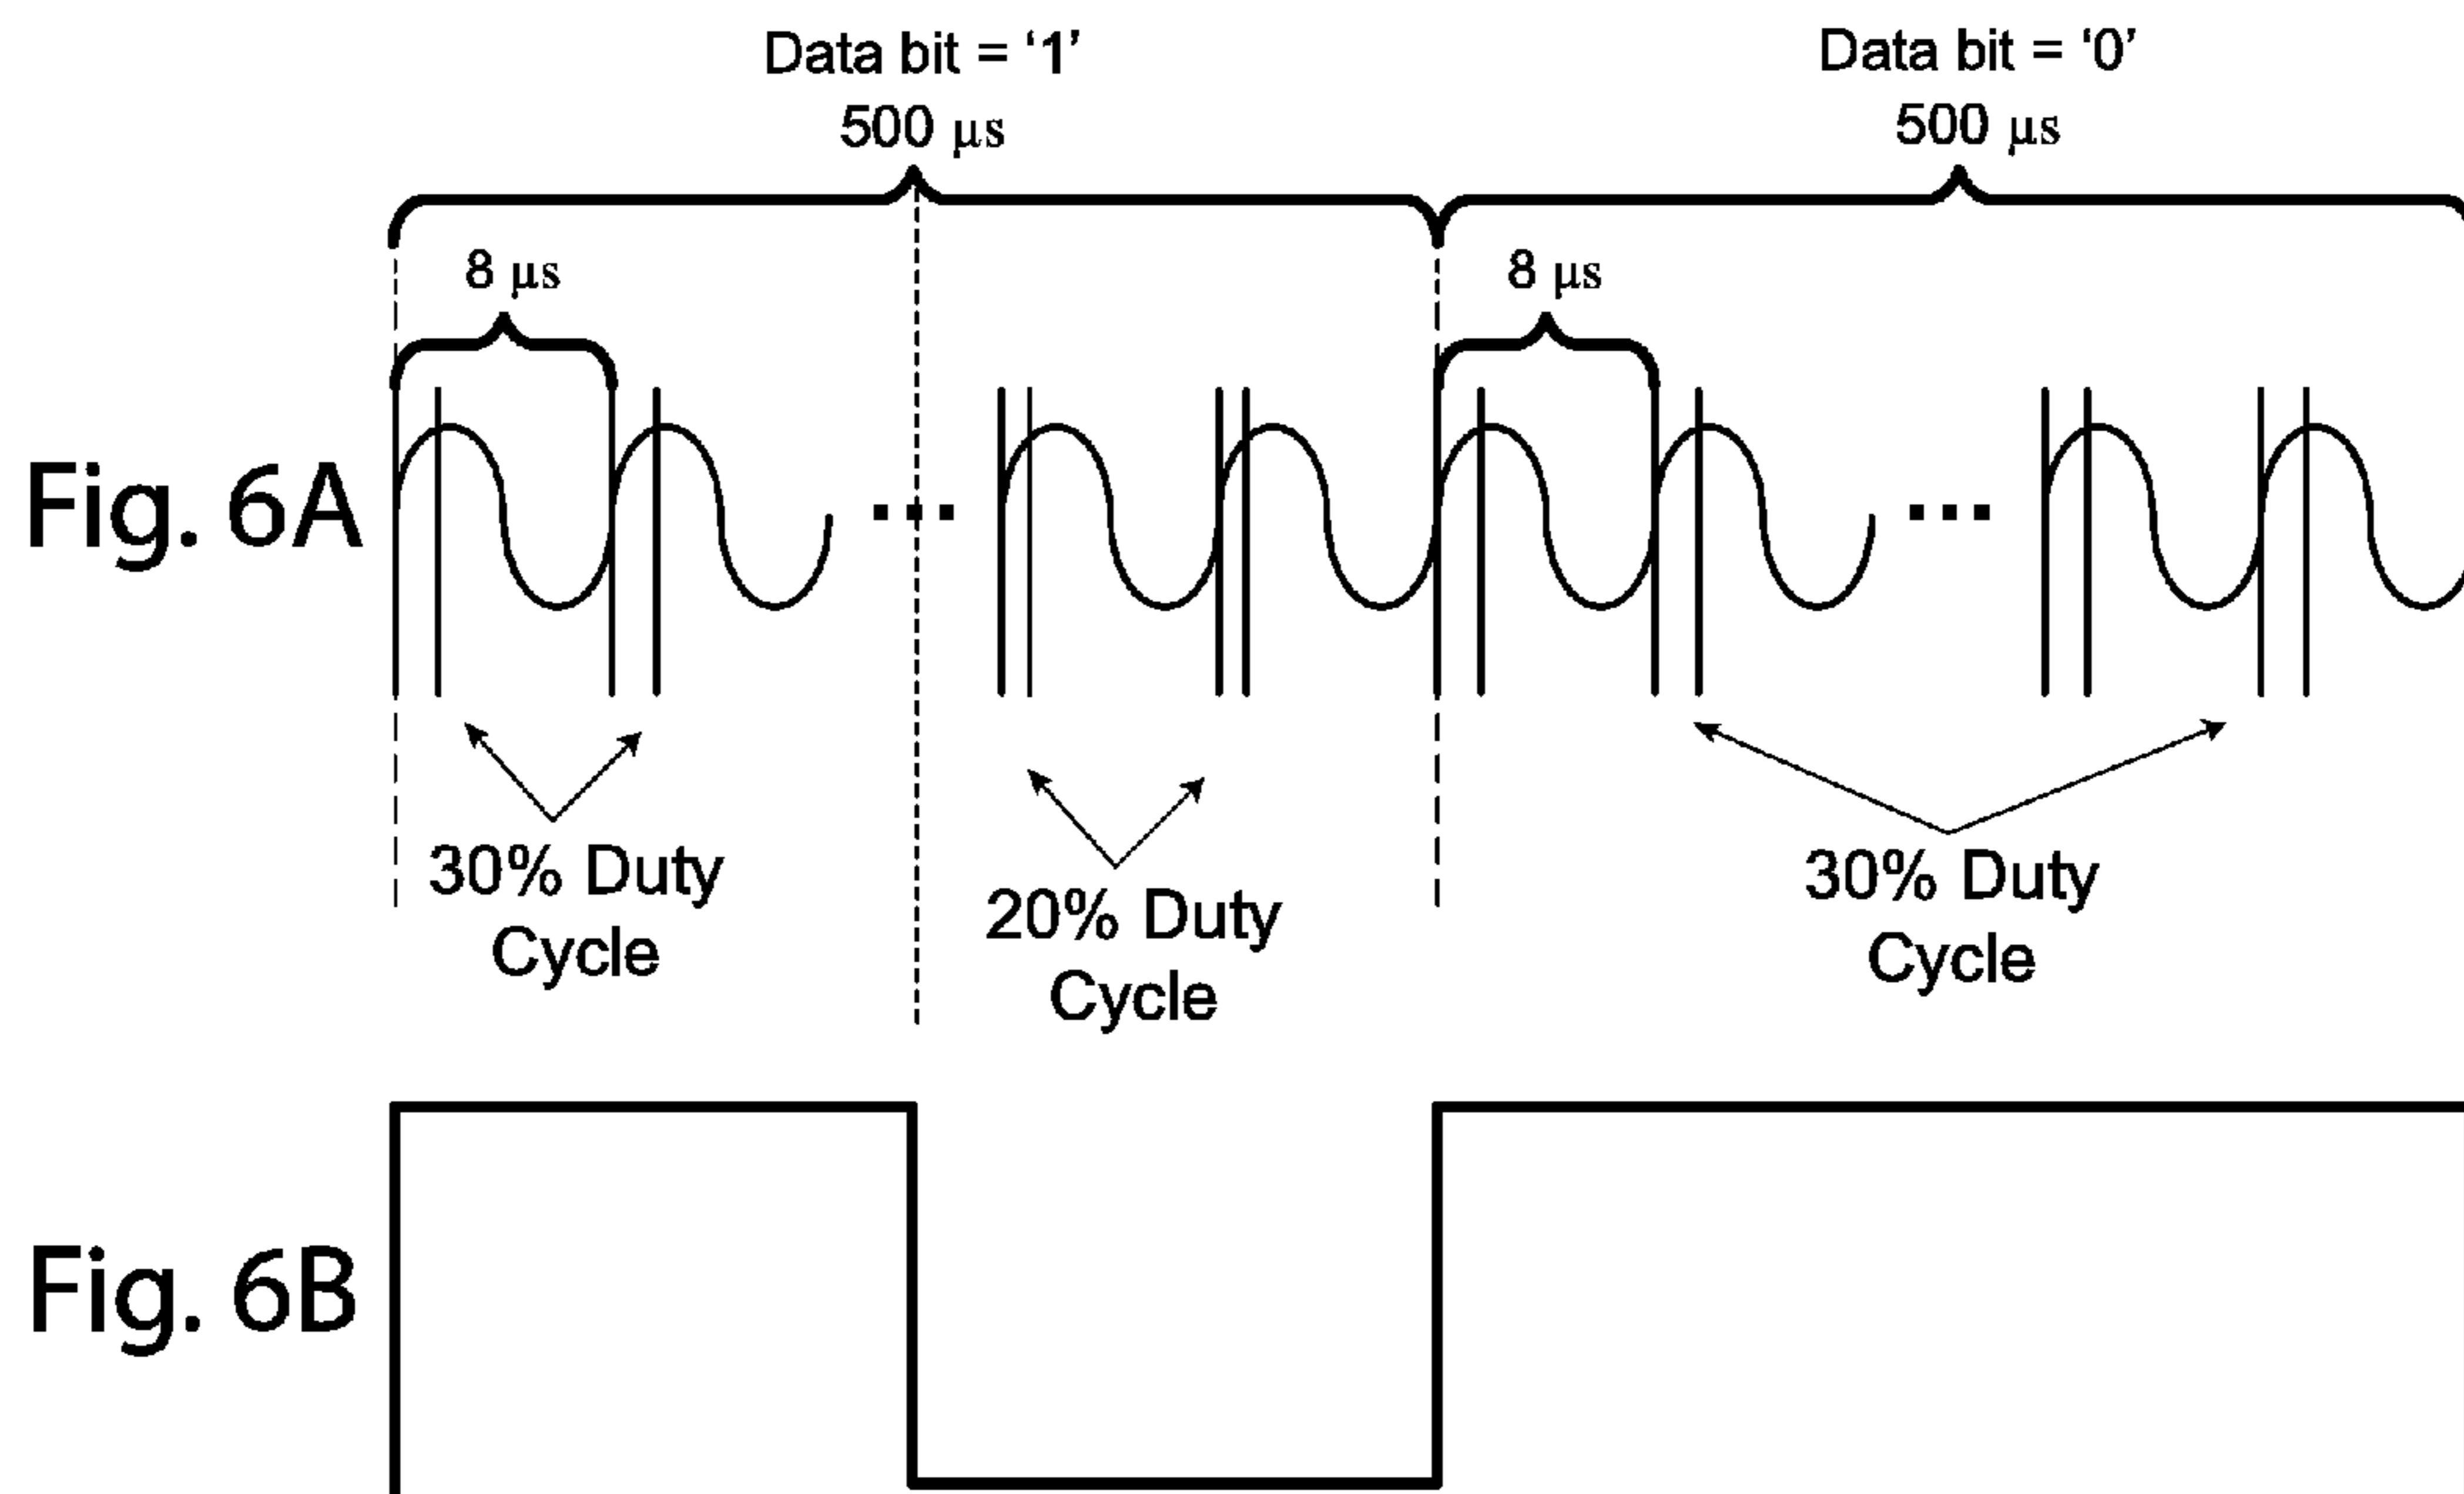 Data bit = ‘1’
500 μs
Data bit = ‘0’
500 μs
8 μs
8 μs
Fig. 6A
30% Duty
Cycle
20% Duty
Cycle
30% Duty
Cycle
Fig. 6B